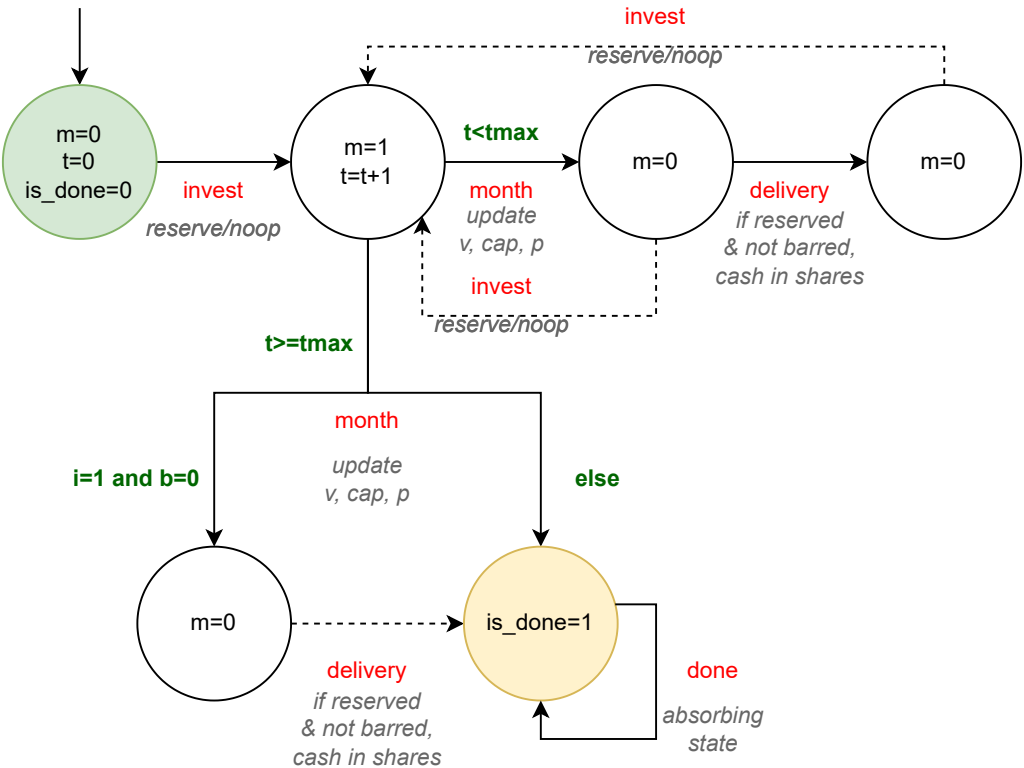 invest
reserve/noop
m=0
t=0
is_done=0
invest
reserve/noop
m=1
t=t+1
t<tmax
month
update
v, cap, p
m=0
delivery
if reserved
& not barred,
cash in shares
m=0
invest
reserve/noop
t>=tmax
month
update
v, cap, p
i=1 and b=0
else
m=0
delivery
if reserved
& not barred,
cash in shares
is_done=1
done
absorbing
state